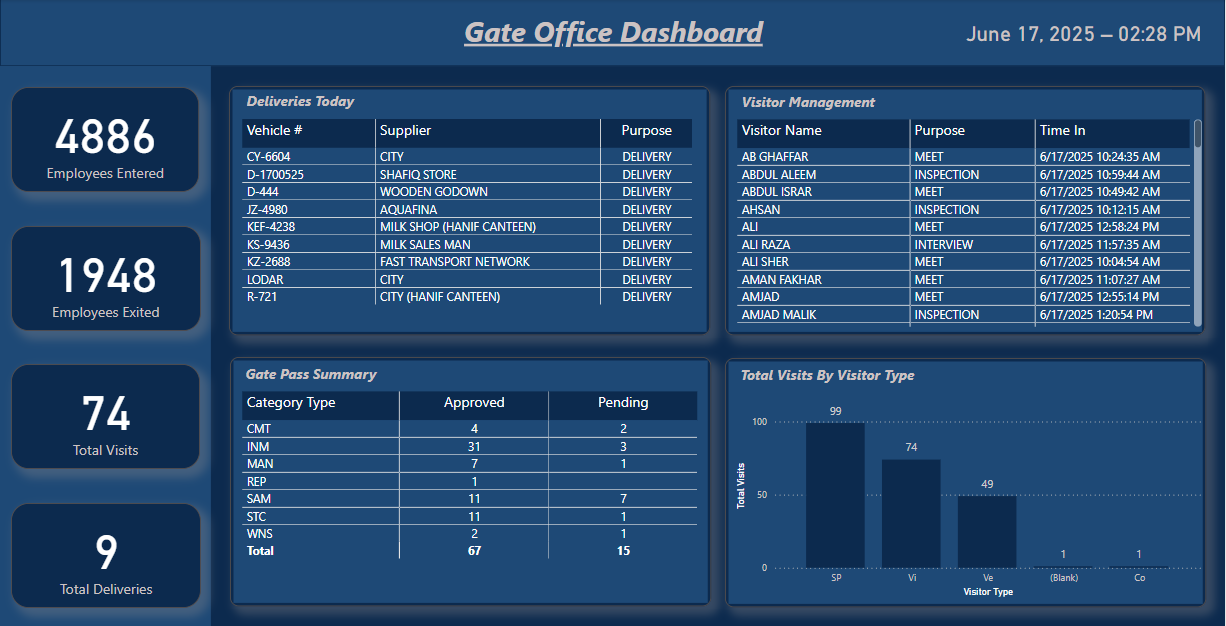 Gate Office Dashboard
June 17, 2025 – 02:28 PM
4886
Employees Entered
1948
Employees Exited
74
Total Visits
9
Total Deliveries
Deliveries Today
Vehicle # Supplier Purpose
CY-6604 CITY DELIVERY
D-1700525 SHAFIQ STORE DELIVERY
D-444 WOODEN GODOWN DELIVERY
JZ-4980 AQUAFINA DELIVERY
KEF-4238 MILK SHOP (HANIF CANTEEN) DELIVERY
KS-9436 MILK SALES MAN DELIVERY
KZ-2688 FAST TRANSPORT NETWORK DELIVERY
LODAR CITY DELIVERY
R-721 CITY (HANIF CANTEEN) DELIVERY
Visitor Management
Visitor Name Purpose Time In
AB GHAFFAR MEET 6/17/2025 10:24:35 AM
ABDUL ALEEM INSPECTION 6/17/2025 10:59:44 AM
ABDUL ISRAR MEET 6/17/2025 10:49:42 AM
AHSAN INSPECTION 6/17/2025 10:12:15 AM
ALI MEET 6/17/2025 12:58:24 PM
ALI RAZA INTERVIEW 6/17/2025 11:57:35 AM
ALI SHER MEET 6/17/2025 10:04:54 AM
AMAN FAKHAR MEET 6/17/2025 11:07:27 AM
AMJAD MEET 6/17/2025 12:55:14 PM
AMJAD MALIK INSPECTION 6/17/2025 1:20:54 PM
Gate Pass Summary
Category Type Approved Pending
CMT 4 2
INM 31 3
MAN 7 1
REP 1
SAM 11 7
STC 11 1
WNS 2 1
Total 67 15
Total Visits By Visitor Type
Total Visits
100
50
0
99
74
49
1
1
SP Vi Ve (Blank) Co
Visitor Type